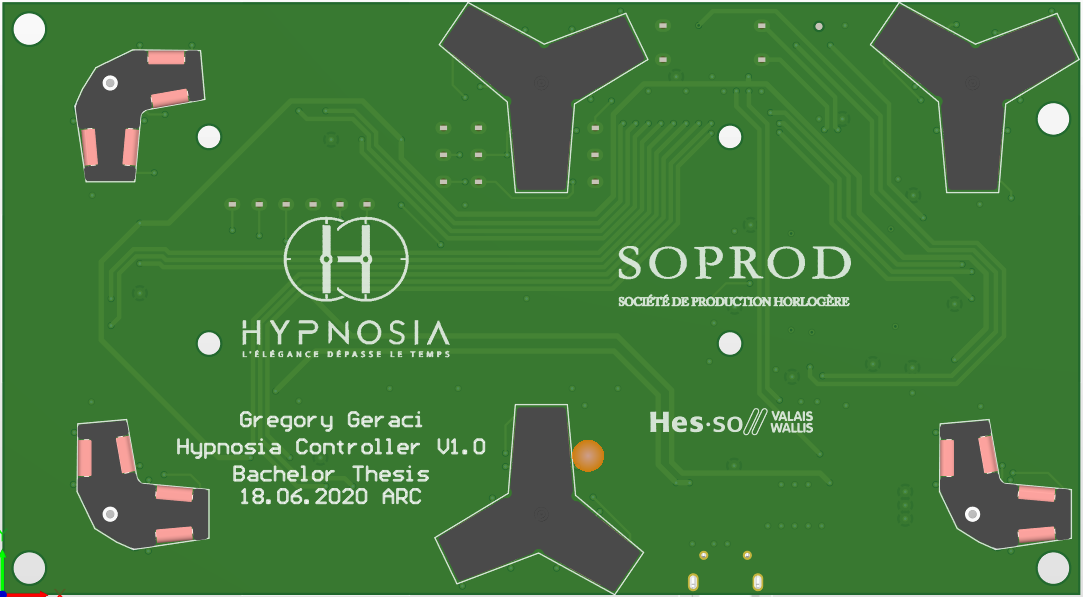 SOPROD
SOCIÉTÉ DE PRODUCTION HORLOGÈRE
HYPNOSIA
L'ÉLÉGANCE DÉPASSE LE TEMPS
Hes·so VALAIS
WALLIS
Gregory Geraci
Hypnosia Controller V1.0
Bachelor Thesis
18.06.2020 ARC